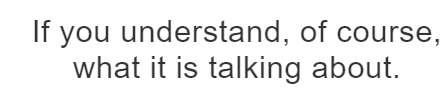 If you understand, of course,
what it is talking about.